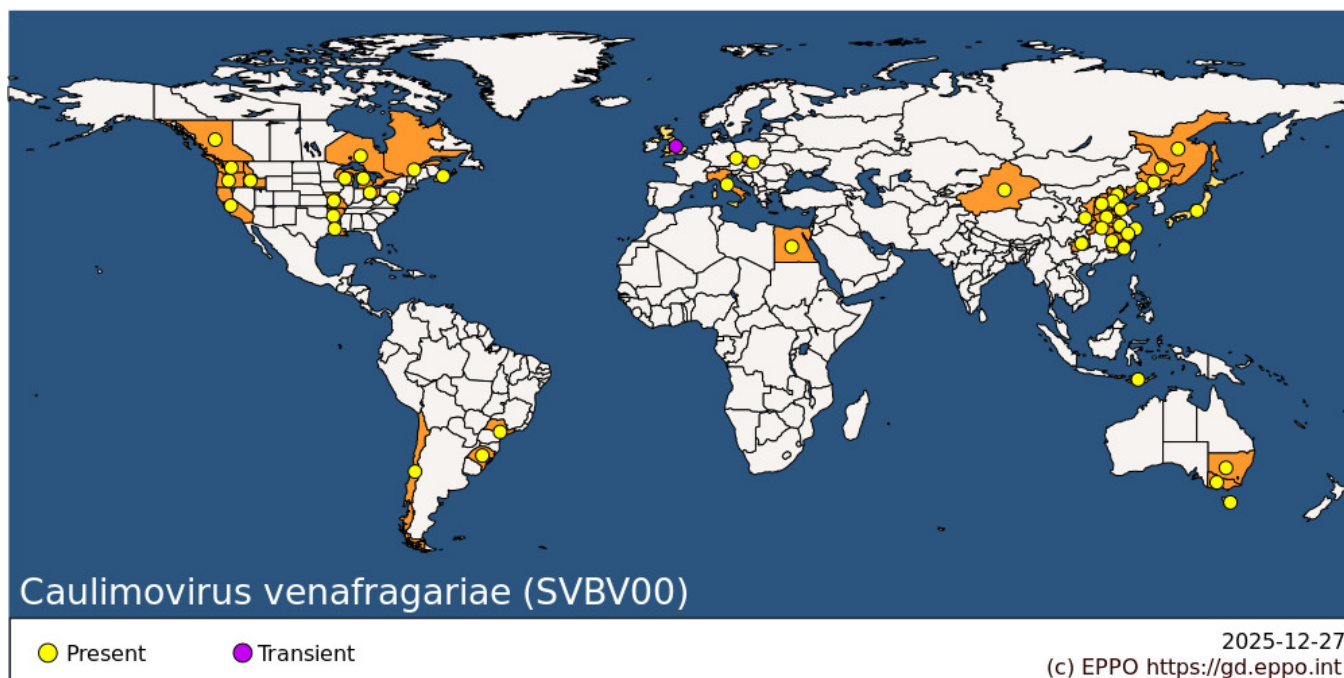 Caulimovirus venafragariae (SVBV00)
Present
Transient
2025-12-27
(c) EPPO https://gd.eppo.int